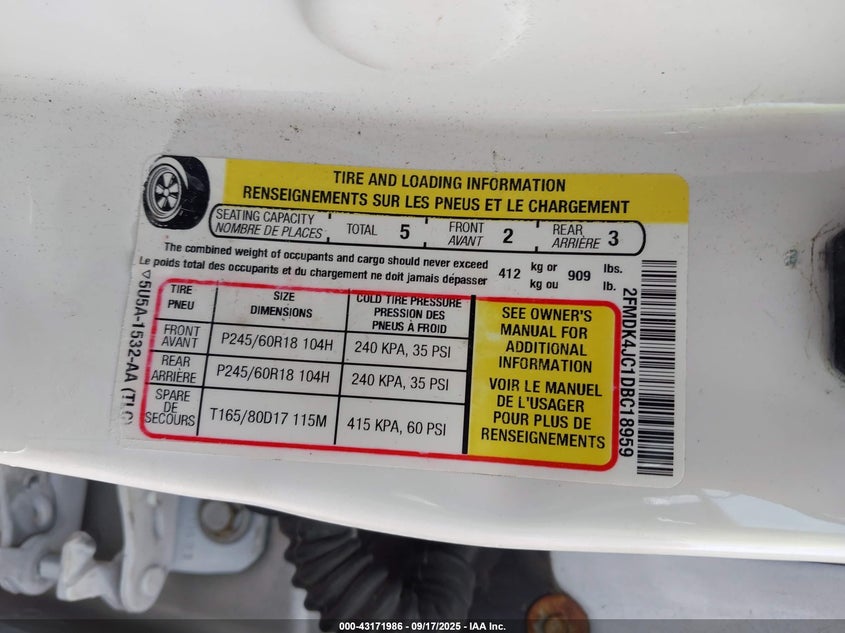 TIRE AND LOADING INFORMATION
RENSEIGNEMENTS SUR LES PNEUS ET LE CHARGEMENT
SEATING CAPACITY
NOMBRE DE PLACES
TOTAL 5
FRONT
AVANT 2
REAR
ARRIÈRE 3
The combined weight of occupants and cargo should never exceed
Le poids total des occupants et du chargement ne doit jamais dépasser
412 kg or 909 lbs.
kg ou lb.
TIRE
PNEU
SIZE
DIMENSIONS
COLD TIRE PRESSURE
PRESSION DES
PNEUS À FROID
FRONT
AVANT
P245/60R18 104H
240 KPA, 35 PSI
REAR
ARRIÈRE
P245/60R18 104H
240 KPA, 35 PSI
SPARE
DE
SECOURS
T165/80D17 115M
415 KPA, 60 PSI
SEE OWNER'S
MANUAL FOR
ADDITIONAL
INFORMATION
VOIR LE MANUEL
DE L'USAGER
POUR PLUS DE
RENSEIGNEMENTS
5U5A-1532-AA (TLC)
2FMDK4JC1DBC18959
000-43171986 - 09/17/2025 - IAA Inc.